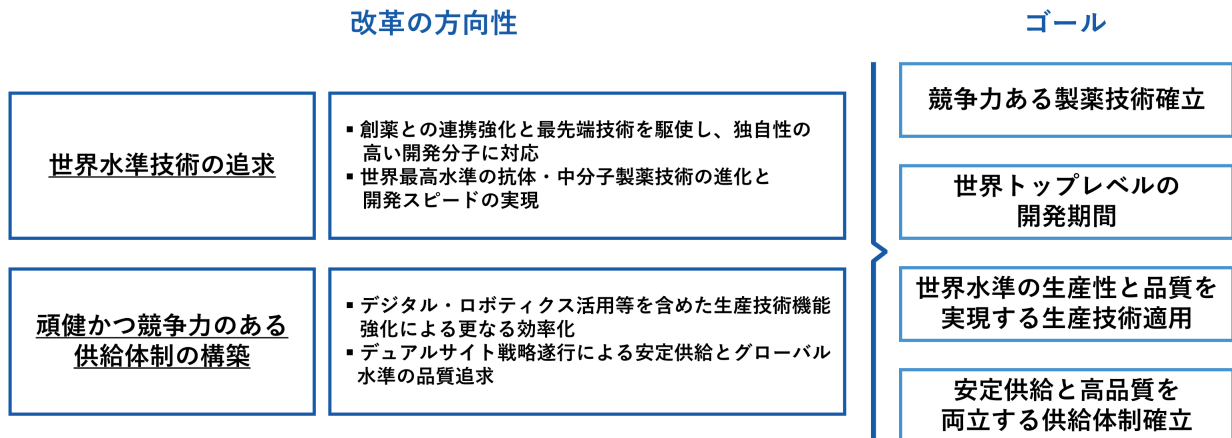 改革の方向性
ゴール
世界水準技術の追求
▪ 創薬との連携強化と最先端技術を駆使し、独自性の
高い開発分子に対応
▪ 世界最高水準の抗体・中分子製薬技術の進化と
開発スピードの実現
頑健かつ競争力のある
供給体制の構築
▪ デジタル・ロボティクス活用等を含めた生産技術機能
強化による更なる効率化
▪ デュアルサイト戦略遂行による安定供給とグローバル
水準の品質追求
競争力ある製薬技術確立
世界トップレベルの
開発期間
世界水準の生産性と品質を
実現する生産技術適用
安定供給と高品質を
両立する供給体制確立